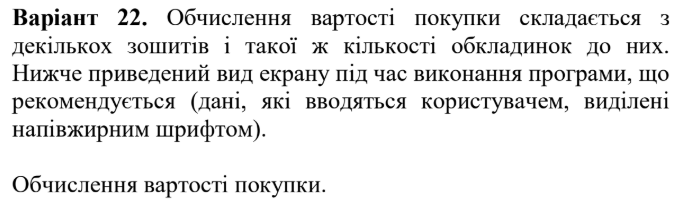 Варіант 22. Обчислення вартості покупки складається з
декількох зошитів і такої ж кількості обкладинок до них.
Нижче приведений вид екрану під час виконання програми, що
рекомендується (дані, які вводяться користувачем, виділені
напівжирним шрифтом).
Обчислення вартості покупки.